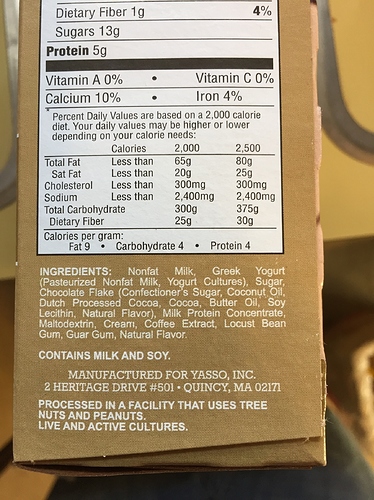 Dietary Fiber 1g 4%
Sugars 13g
Protein 5g
Vitamin A 0% • Vitamin C 0%
Calcium 10% • Iron 4%
*Percent Daily Values are based on a 2,000 calorie
diet. Your daily values may be higher or lower
depending on your calorie needs:
Calories 2,000 2,500
Total Fat Less than 65g 80g
Sat Fat Less than 20g 25g
Cholesterol Less than 300mg 300mg
Sodium Less than 2,400mg 2,400mg
Total Carbohydrate 300g 375g
Dietary Fiber 25g 30g
Calories per gram:
Fat 9 • Carbohydrate 4 • Protein 4
INGREDIENTS: Nonfat Milk, Greek Yogurt
(Pasteurized Nonfat Milk, Yogurt Cultures), Sugar,
Chocolate Flake (Confectioner's Sugar, Coconut Oil,
Dutch Processed Cocoa, Cocoa, Butter Oil, Soy
Lecithin, Natural Flavor), Milk Protein Concentrate,
Maltodextrin, Cream, Coffee Extract, Locust Bean
Gum, Guar Gum, Natural Flavor.
CONTAINS MILK AND SOY.
MANUFACTURED FOR YASSO, INC.
2 HERITAGE DRIVE #501 • QUINCY, MA 02171
PROCESSED IN A FACILITY THAT USES TREE
NUTS AND PEANUTS.
LIVE AND ACTIVE CULTURES.